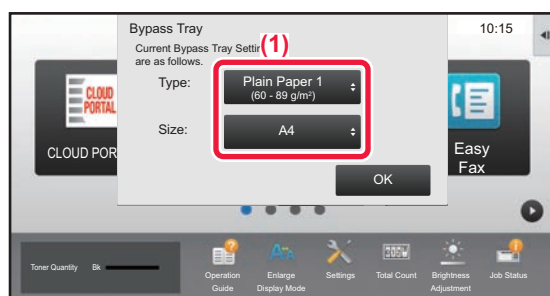 Bypass Tray
10:15
Current Bypass Tray Settin
(1)
are as follows.
Type:
Plain Paper 1
(60 - 89 g/m²)
Size:
A4
OK
CLOUD
PORTAL
CLOUD POR
Easy
Fax
Toner Quantity
Bk
Operation
Guide
Enlarge
Display Mode
Settings
Total Count
Brightness
Adjustment
Job Status